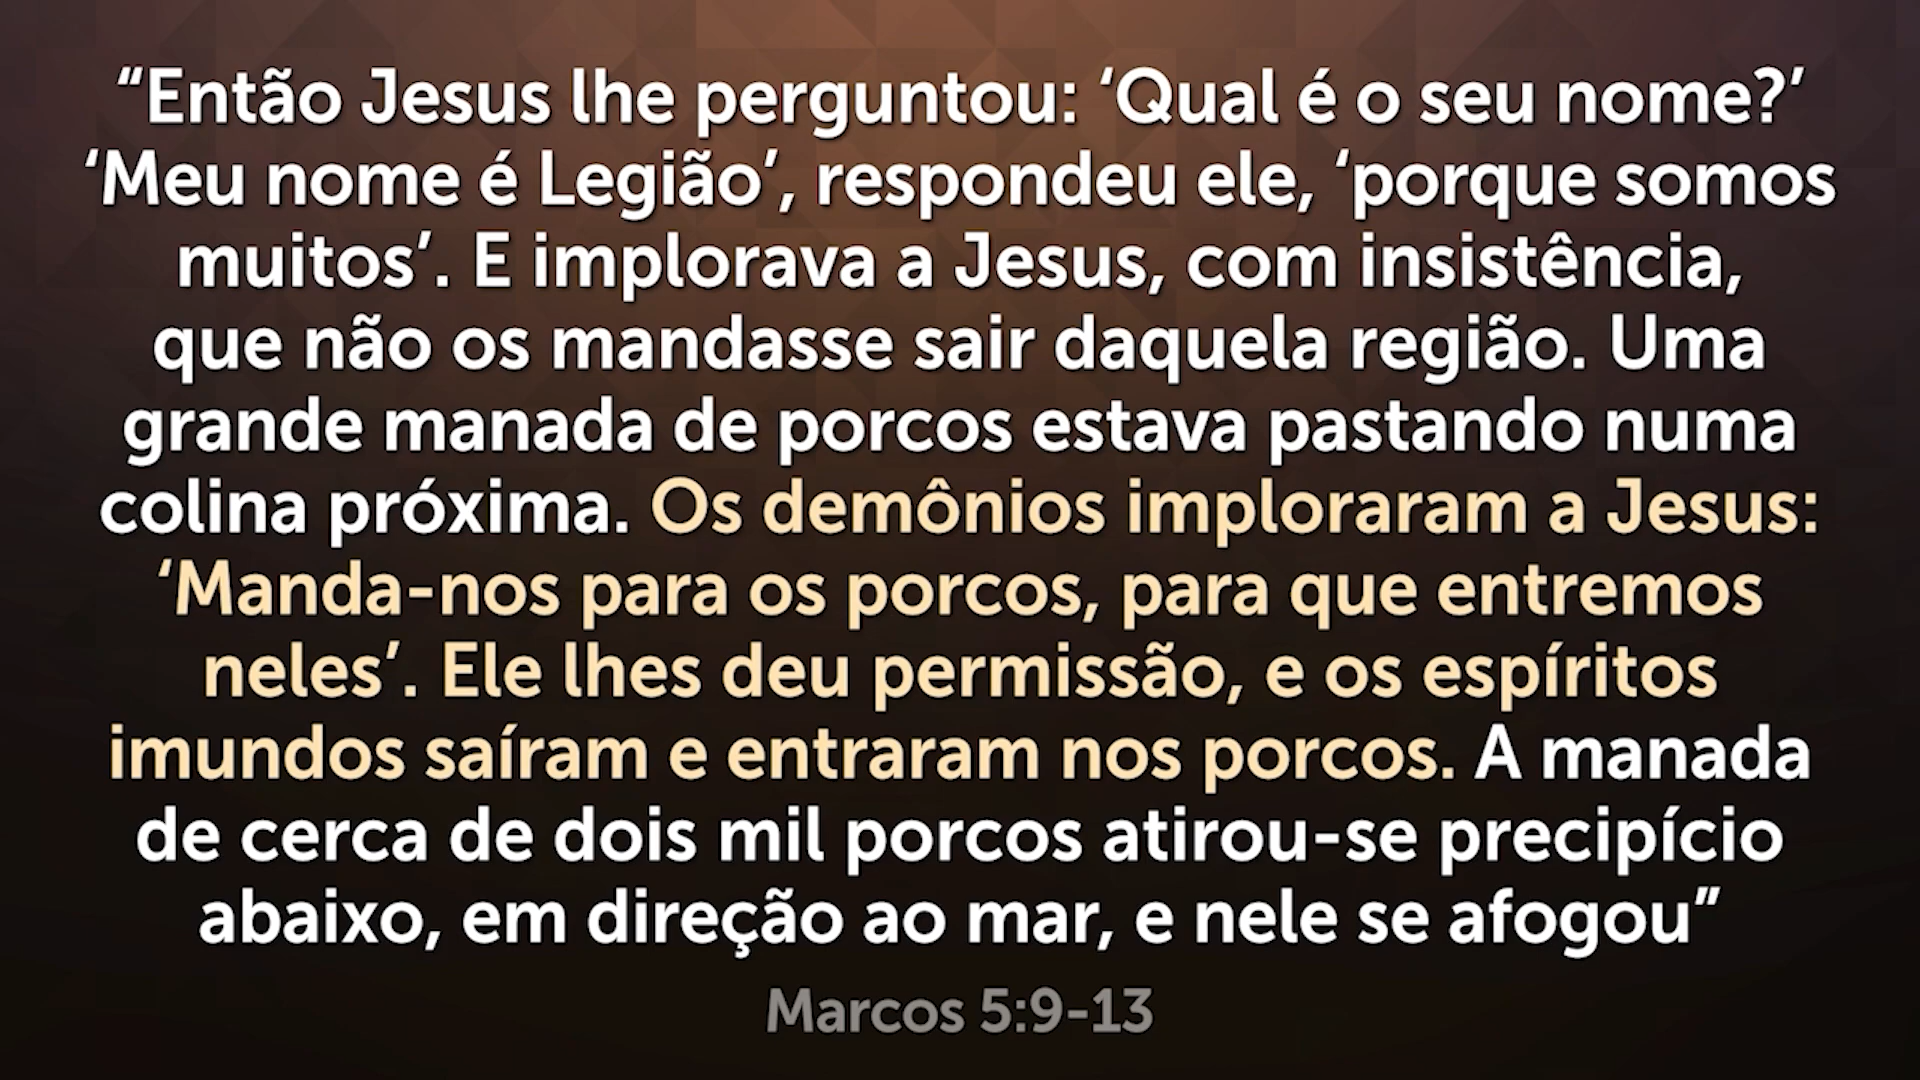 “Então Jesus lhe perguntou: ‘Qual é o seu nome?’
‘Meu nome é Legião’, respondeu ele, ‘porque somos
muitos’. E implorava a Jesus, com insistência,
que não os mandasse sair daquela região. Uma
grande manada de porcos estava pastando numa
colina próxima. Os demônios imploraram a Jesus:
‘Manda-nos para os porcos, para que entremos
neles’. Ele lhes deu permissão, e os espíritos
imundos saíram e entraram nos porcos. A manada
de cerca de dois mil porcos atirou-se precipício
abaixo, em direção ao mar, e nele se afogou”
Marcos 5:9-13